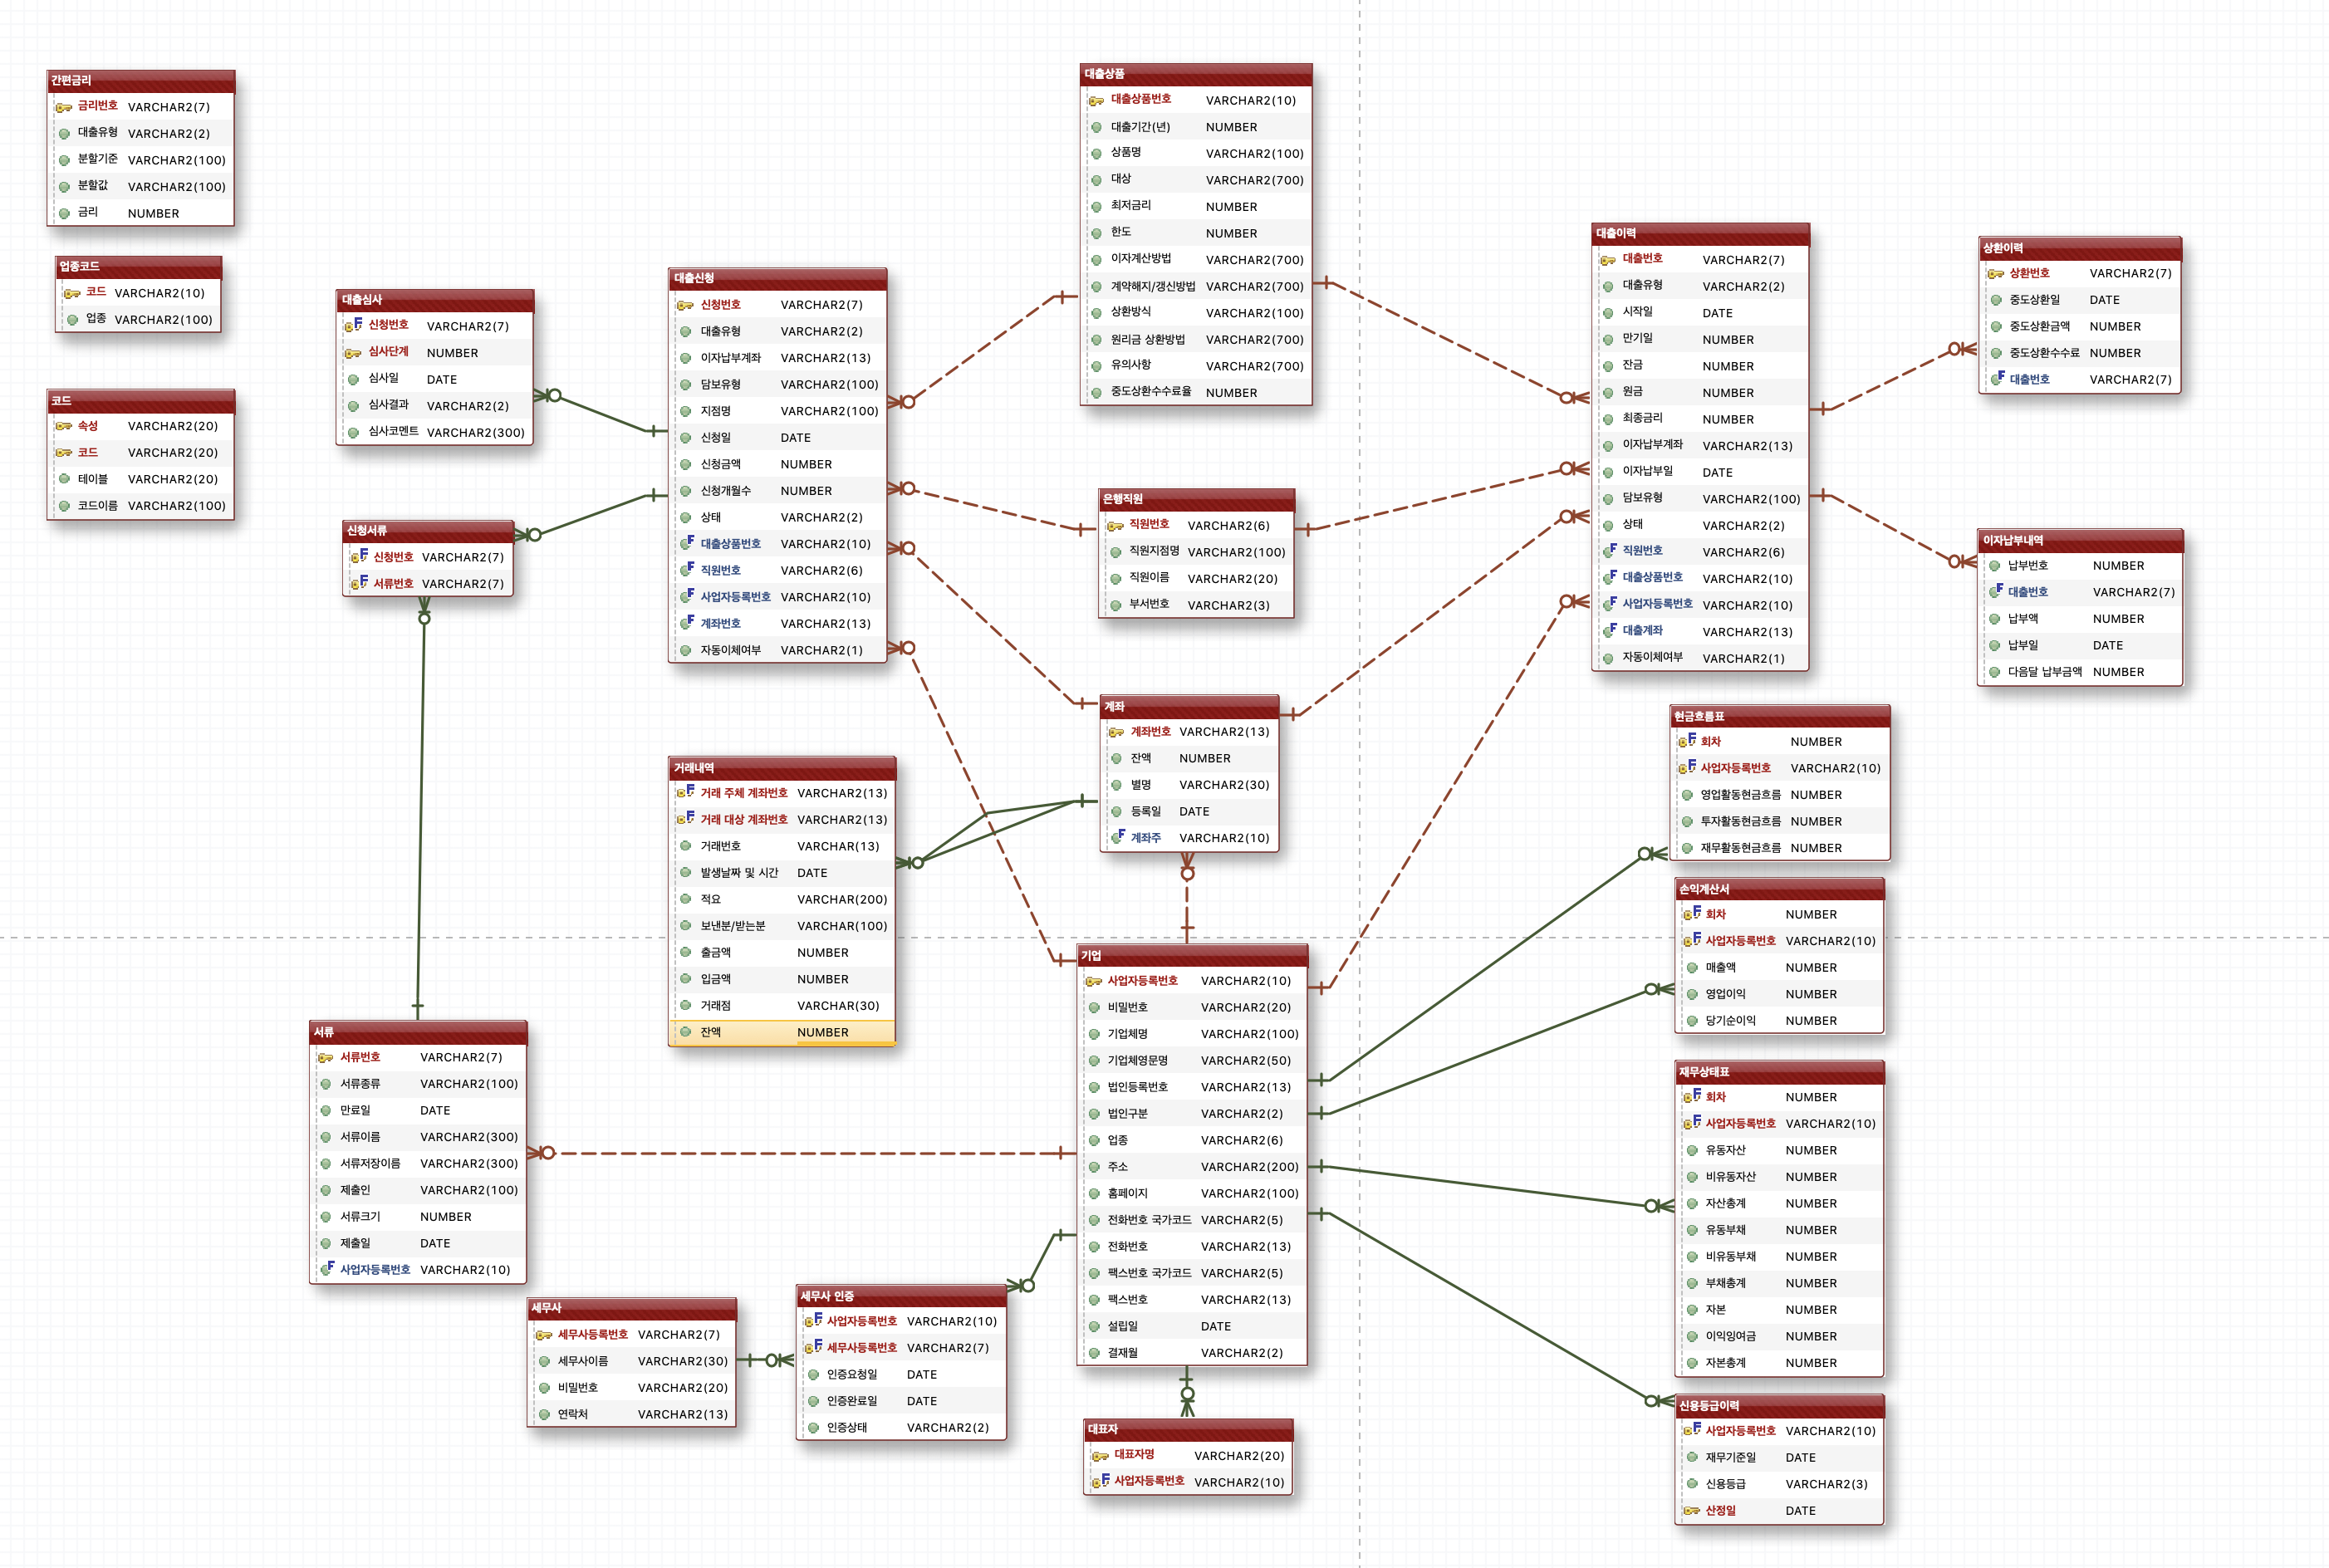 간편금리
금리번호 VARCHAR2(7)
대출유형 VARCHAR2(2)
분할기준 VARCHAR2(100)
분할값 VARCHAR2(100)
금리 NUMBER
업종코드
코드 VARCHAR2(10)
업종 VARCHAR2(100)
코드
속성 VARCHAR2(20)
코드 VARCHAR2(20)
테이블 VARCHAR2(20)
코드이름 VARCHAR2(100)
대출심사
신청번호 VARCHAR2(7)
심사단계 NUMBER
심사일 DATE
심사결과 VARCHAR2(2)
심사코멘트 VARCHAR2(300)
신청서류
신청번호 VARCHAR2(7)
서류번호 VARCHAR2(7)
대출신청
신청번호 VARCHAR2(7)
대출유형 VARCHAR2(2)
이자납부계좌 VARCHAR2(13)
담보유형 VARCHAR2(100)
지점명 VARCHAR2(100)
신청일 DATE
신청금액 NUMBER
신청개월수 NUMBER
상태 VARCHAR2(2)
대출상품번호 VARCHAR2(10)
직원번호 VARCHAR2(6)
사업자등록번호 VARCHAR2(10)
계좌번호 VARCHAR2(13)
자동이체여부 VARCHAR2(1)
대출상품
대출상품번호 VARCHAR2(10)
대출기간(년) NUMBER
상품명 VARCHAR2(100)
대상 VARCHAR2(700)
최저금리 NUMBER
한도 NUMBER
이자계산방법 VARCHAR2(700)
계약해지/갱신방법 VARCHAR2(700)
상환방식 VARCHAR2(100)
원리금 상환방법 VARCHAR2(700)
유의사항 VARCHAR2(700)
중도상환수수료율 NUMBER
은행직원
직원번호 VARCHAR2(6)
직원지점명 VARCHAR2(100)
직원이름 VARCHAR2(20)
부서번호 VARCHAR2(3)
대출이력
대출번호 VARCHAR2(7)
대출유형 VARCHAR2(2)
시작일 DATE
만기일 NUMBER
잔금 NUMBER
원금 NUMBER
최종금리 NUMBER
이자납부계좌 VARCHAR2(13)
이자납부일 DATE
담보유형 VARCHAR2(100)
상태 VARCHAR2(2)
직원번호 VARCHAR2(6)
대출상품번호 VARCHAR2(10)
사업자등록번호 VARCHAR2(10)
대출계좌 VARCHAR2(13)
자동이체여부 VARCHAR2(1)
상환이력
상환번호 VARCHAR2(7)
중도상환일 DATE
중도상환금액 NUMBER
중도상환수수료 NUMBER
대출번호 VARCHAR2(7)
이자납부내역
납부번호 NUMBER
대출번호 VARCHAR2(7)
납부액 NUMBER
납부일 DATE
다음달 납부금액 NUMBER
계좌
계좌번호 VARCHAR2(13)
잔액 NUMBER
별명 VARCHAR2(30)
등록일 DATE
계좌주 VARCHAR2(10)
거래내역
거래 주체 계좌번호 VARCHAR2(13)
거래 대상 계좌번호 VARCHAR2(13)
거래번호 VARCHAR(13)
발생날짜 및 시간 DATE
적요 VARCHAR(200)
보낸분/받는분 VARCHAR(100)
출금액 NUMBER
입금액 NUMBER
거래점 VARCHAR(30)
잔액 NUMBER
현금흐름표
회차 NUMBER
사업자등록번호 VARCHAR2(10)
영업활동현금흐름 NUMBER
투자활동현금흐름 NUMBER
재무활동현금흐름 NUMBER
손익계산서
회차 NUMBER
사업자등록번호 VARCHAR2(10)
매출액 NUMBER
영업이익 NUMBER
당기순이익 NUMBER
기업
사업자등록번호 VARCHAR2(10)
비밀번호 VARCHAR2(20)
기업체명 VARCHAR2(100)
기업체영문명 VARCHAR2(50)
법인등록번호 VARCHAR2(13)
법인구분 VARCHAR2(2)
업종 VARCHAR2(6)
주소 VARCHAR2(200)
홈페이지 VARCHAR2(100)
전화번호 국가코드 VARCHAR2(5)
전화번호 VARCHAR2(13)
팩스번호 국가코드 VARCHAR2(5)
팩스번호 VARCHAR2(13)
설립일 DATE
결재월 VARCHAR2(2)
재무상태표
회차 NUMBER
사업자등록번호 VARCHAR2(10)
유동자산 NUMBER
비유동자산 NUMBER
자산총계 NUMBER
유동부채 NUMBER
비유동부채 NUMBER
부채총계 NUMBER
자본 NUMBER
이익잉여금 NUMBER
자본총계 NUMBER
서류
서류번호 VARCHAR2(7)
서류종류 VARCHAR2(100)
만료일 DATE
서류이름 VARCHAR2(300)
서류저장이름 VARCHAR2(300)
제출인 VARCHAR2(100)
서류크기 NUMBER
제출일 DATE
사업자등록번호 VARCHAR2(10)
세무사
세무사등록번호 VARCHAR2(7)
세무사이름 VARCHAR2(30)
비밀번호 VARCHAR2(20)
연락처 VARCHAR2(13)
세무사 인증
사업자등록번호 VARCHAR2(10)
세무사등록번호 VARCHAR2(7)
인증요청일 DATE
인증완료일 DATE
인증상태 VARCHAR2(2)
대표자
대표자명 VARCHAR2(20)
사업자등록번호 VARCHAR2(10)
신용등급이력
사업자등록번호 VARCHAR2(10)
재무기준일 DATE
신용등급 VARCHAR2(3)
산정일 DATE